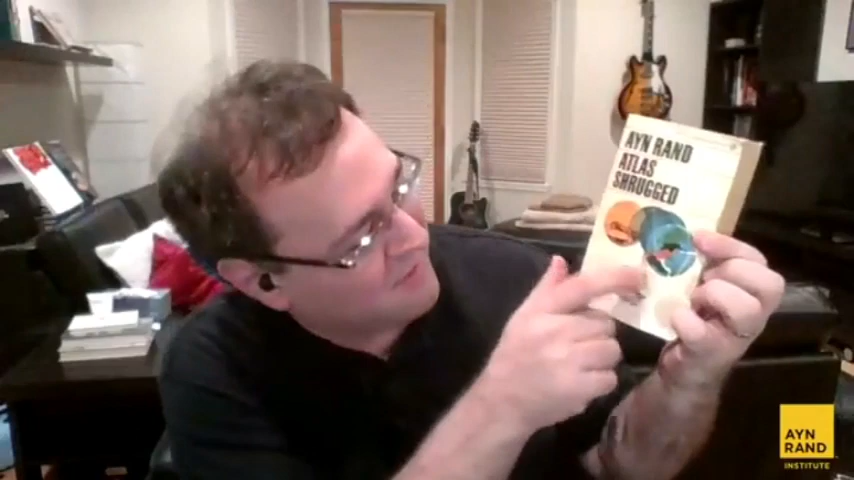 AYN RAND
ATLAS
SHRUGGED
AYN
RAND
INSTITUTE